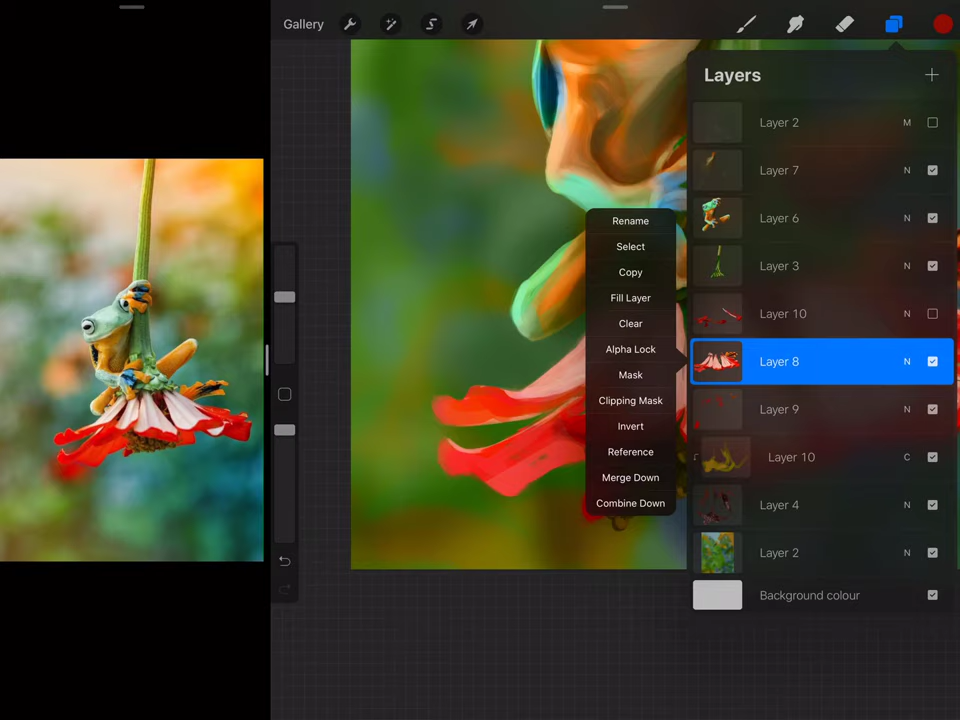 Gallery
Layers
Layer 2 M
Layer 7 N
Layer 6 N
Layer 3 N
Layer 10 N
Layer 8 N
Layer 9 N
Layer 10 C
Layer 4 N
Layer 2 N
Background colour
Rename
Select
Copy
Fill Layer
Clear
Alpha Lock
Mask
Clipping Mask
Invert
Reference
Merge Down
Combine Down